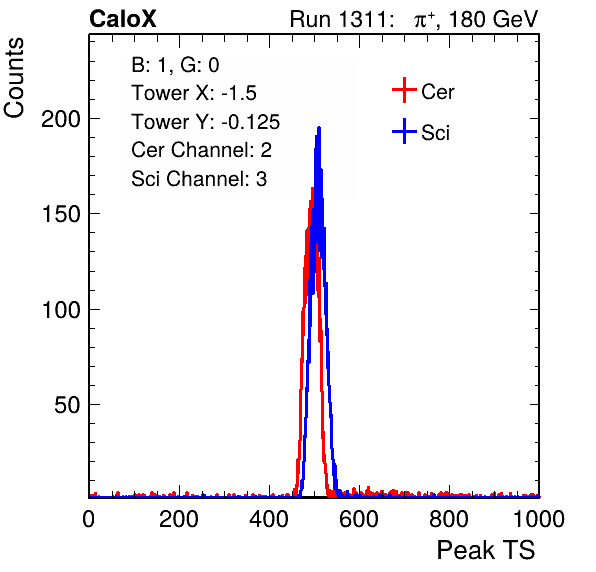 CaloX Run 1311: π+, 180 GeV
Counts
B: 1, G: 0
Tower X: -1.5
Tower Y: -0.125
Cer Channel: 2
Sci Channel: 3
Cer
Sci
200
150
100
50
0 200 400 600 800 1000
Peak TS